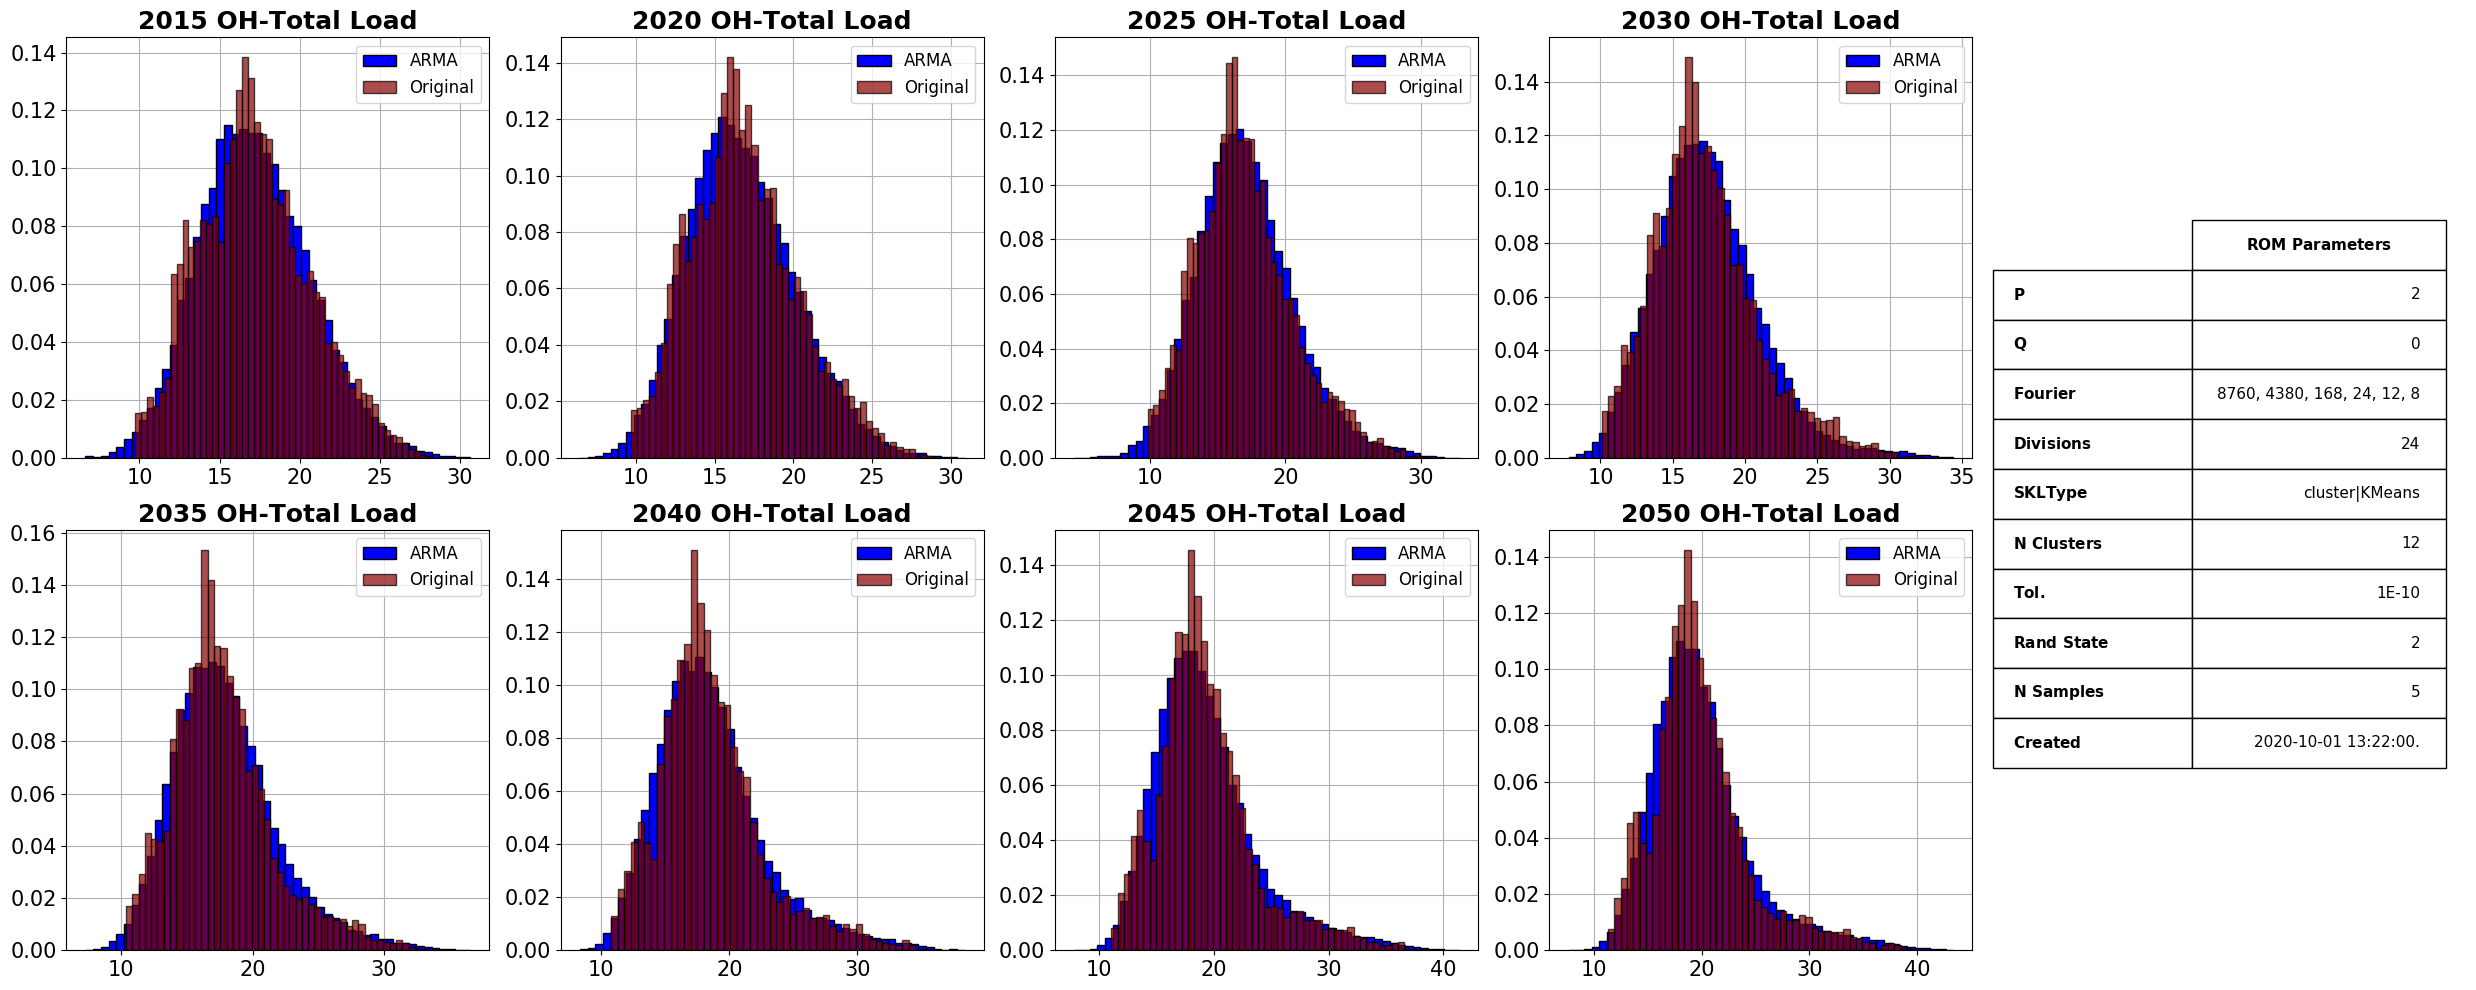 2015 OH-Total Load
0.14
0.12
0.10
0.08
0.06
0.04
0.02
0.00
10
15
20
25
30
ARMA
Original
2020 OH-Total Load
0.14
0.12
0.10
0.08
0.06
0.04
0.02
0.00
10
15
20
25
30
ARMA
Original
2025 OH-Total Load
0.14
0.12
0.10
0.08
0.06
0.04
0.02
0.00
10
20
30
ARMA
Original
2030 OH-Total Load
0.14
0.12
0.10
0.08
0.06
0.04
0.02
0.00
10
15
20
25
30
35
ARMA
Original
2035 OH-Total Load
0.16
0.14
0.12
0.10
0.08
0.06
0.04
0.02
0.00
10
20
30
ARMA
Original
2040 OH-Total Load
0.14
0.12
0.10
0.08
0.06
0.04
0.02
0.00
10
20
30
ARMA
Original
2045 OH-Total Load
0.14
0.12
0.10
0.08
0.06
0.04
0.02
0.00
10
20
30
40
ARMA
Original
2050 OH-Total Load
0.14
0.12
0.10
0.08
0.06
0.04
0.02
0.00
10
20
30
40
ARMA
Original
ROM Parameters
P 2
Q 0
Fourier 8760, 4380, 168, 24, 12, 8
Divisions 24
SKLType cluster|KMeans
N Clusters 12
Tol. 1E-10
Rand State 2
N Samples 5
Created 2020-10-01 13:22:00.